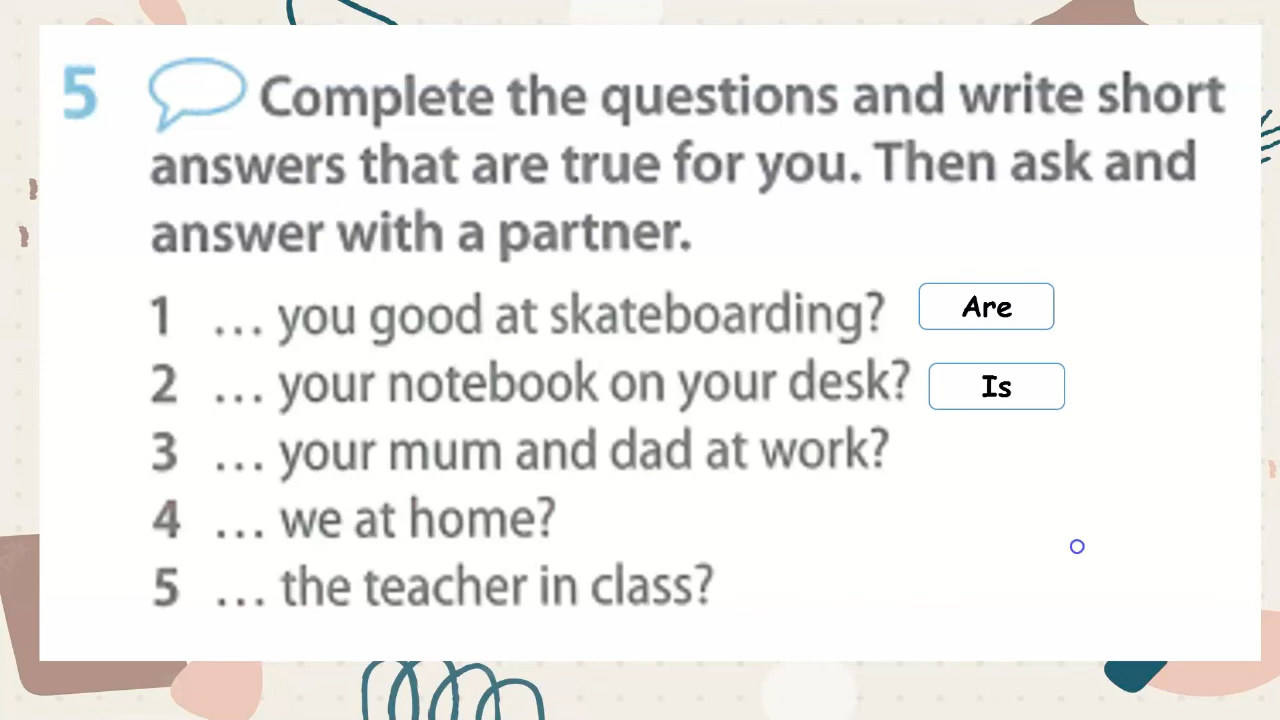 5 Complete the questions and write short
answers that are true for you. Then ask and
answer with a partner.
1 ... you good at skateboarding? Are
2 ... your notebook on your desk? Is
3 ... your mum and dad at work?
4 ... we at home?
5 ... the teacher in class?